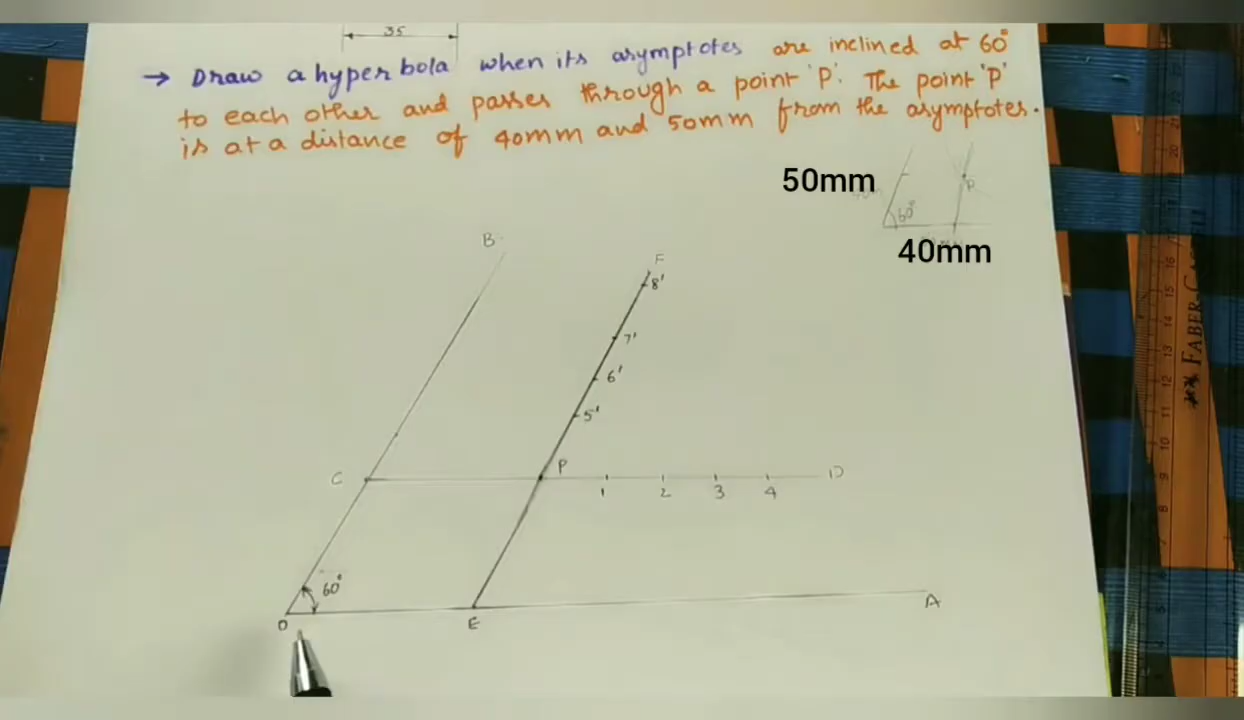 35
→ Draw a hyperbola when its asymptotes are inclined at 60°
to each other and passes through a point 'P'. The point 'P'
is at a distance of 40mm and 50mm from the asymptotes.
50mm
P
60°
40mm
B
F
8'
7'
6'
5'
C
P
D
1 2 3 4
60°
O
E
A
FABER-CASTELL